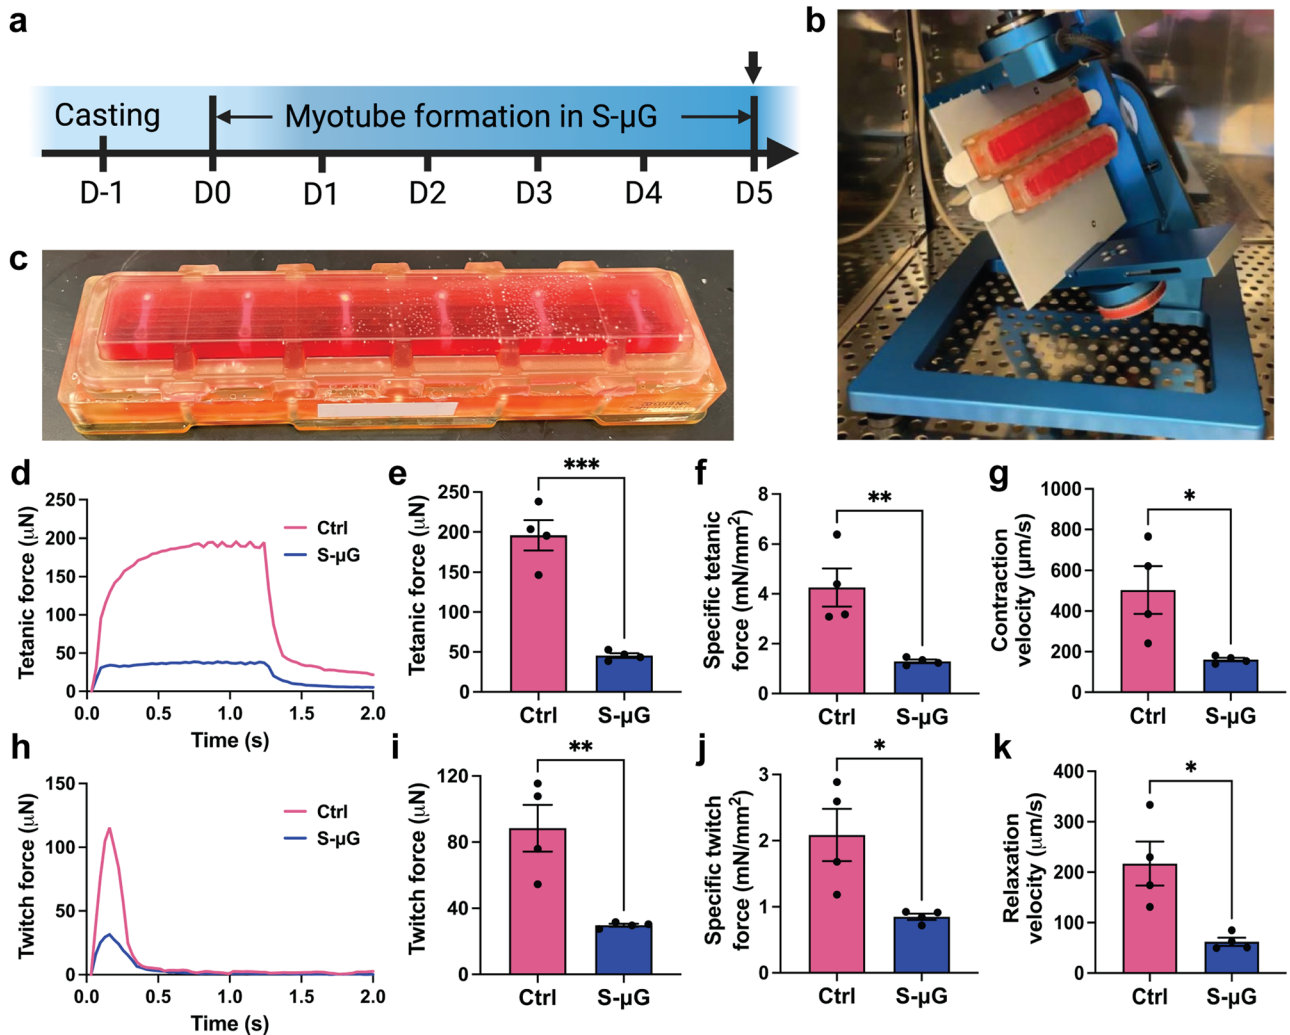 a
Casting
Myotube formation in S-µG
D-1
D0
D1
D2
D3
D4
D5
b
c
d
Tetanic force (µN)
250
200
150
100
50
0
0.0
0.5
1.0
1.5
2.0
Time (s)
Ctrl
S-µG
e
***
Tetanic force (µN)
250
200
150
100
50
0
Ctrl
S-µG
f
**
Specific tetanic
force (mN/mm²)
8
6
4
2
0
Ctrl
S-µG
g
*
Contraction
velocity (µm/s)
1000
800
600
400
200
0
Ctrl
S-µG
h
Twitch force (µN)
150
100
50
0
0.0
0.5
1.0
1.5
2.0
Time (s)
Ctrl
S-µG
i
**
Twitch force (µN)
120
80
40
0
Ctrl
S-µG
j
*
Specific twitch
force (mN/mm²)
3
2
1
0
Ctrl
S-µG
k
*
Relaxation
velocity (µm/s)
400
300
200
100
0
Ctrl
S-µG